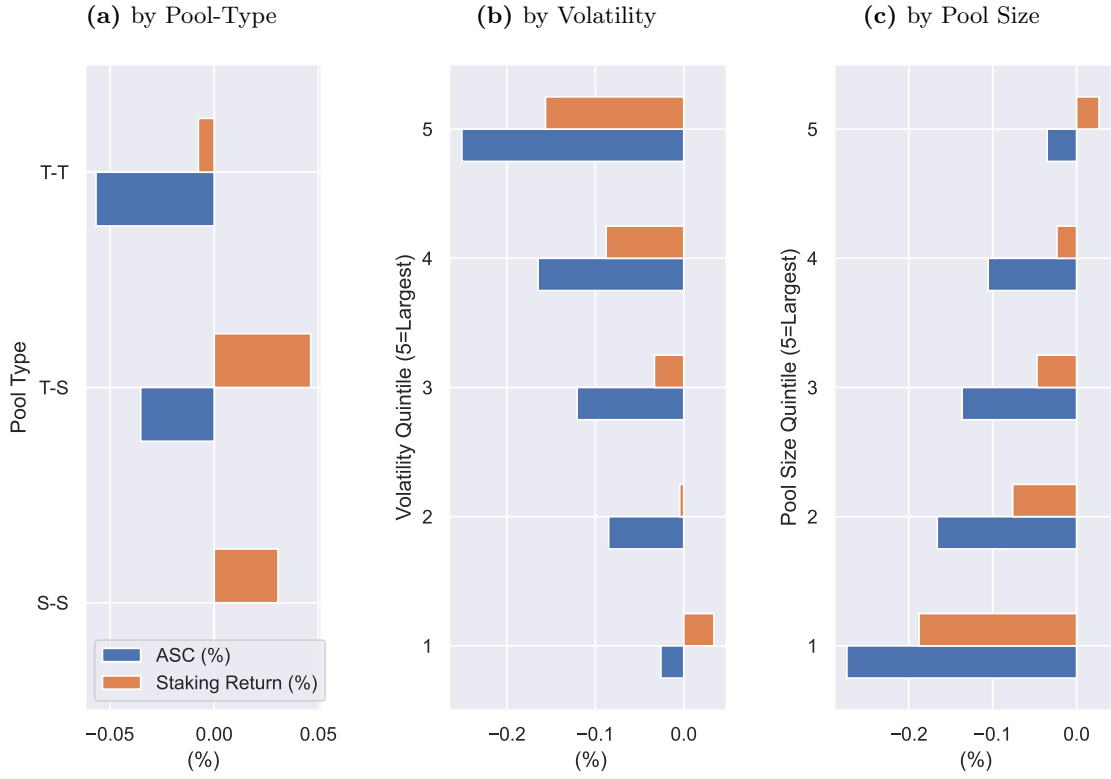 (a) by Pool-Type
Pool Type
T-T
T-S
S-S
ASC (%)
Staking Return (%)
−0.05
0.00
0.05
(%)
(b) by Volatility
Volatility Quintile (5=Largest)
5
4
3
2
1
−0.2
−0.1
0.0
(%)
(c) by Pool Size
Pool Size Quintile (5=Largest)
5
4
3
2
1
−0.2
−0.1
0.0
(%)